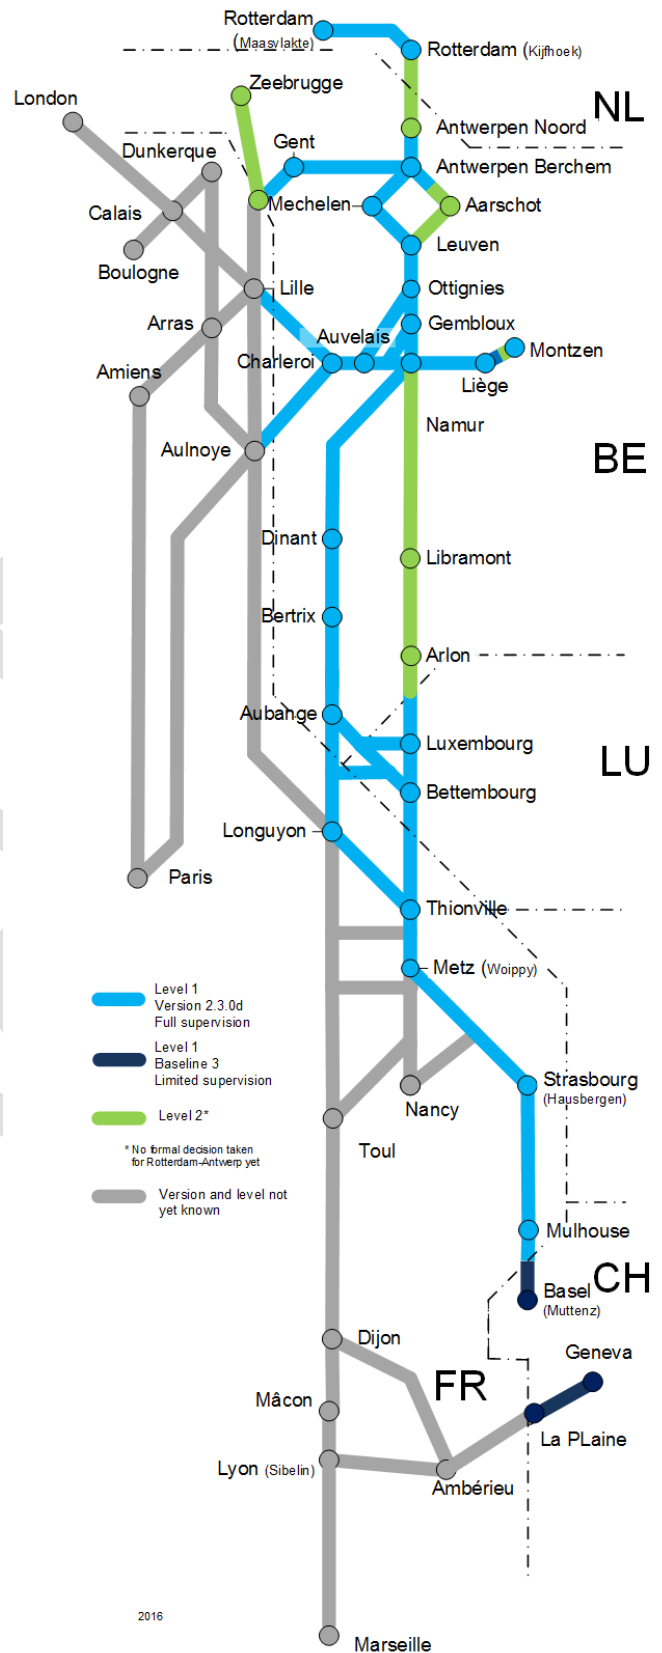 Rotterdam
(Maasvlakte)
Rotterdam (Kijfhoek)
Zeebrugge
NL
London
Antwerpen Noord
Gent
Dunkerque
Antwerpen Berchem
Calais
Mechelen
Aarschot
Leuven
Boulogne
Lille
Ottignies
Arras
Gembloux
Auvelais
Charleroi
Montzen
Amiens
Liège
Namur
Aulnoye
BE
Dinant
Libramont
Bertrix
Arlon
Aubange
Luxembourg
LU
Bettembourg
Longuyon
Paris
Thionville
Metz (Woippy)
Level 1
Version 2.3.0d
Full supervision
Level 1
Baseline 3
Limited supervision
Strasbourg
(Hausbergen)
Nancy
Level 2*
Toul
* No formal decision taken
for Rotterdam-Antwerp yet
Version and level not
yet known
Mulhouse
CH
Basel
(Muttenz)
Dijon
Geneva
FR
Mâcon
La PLaine
Lyon (Sibelin)
Ambérieu
2016
Marseille